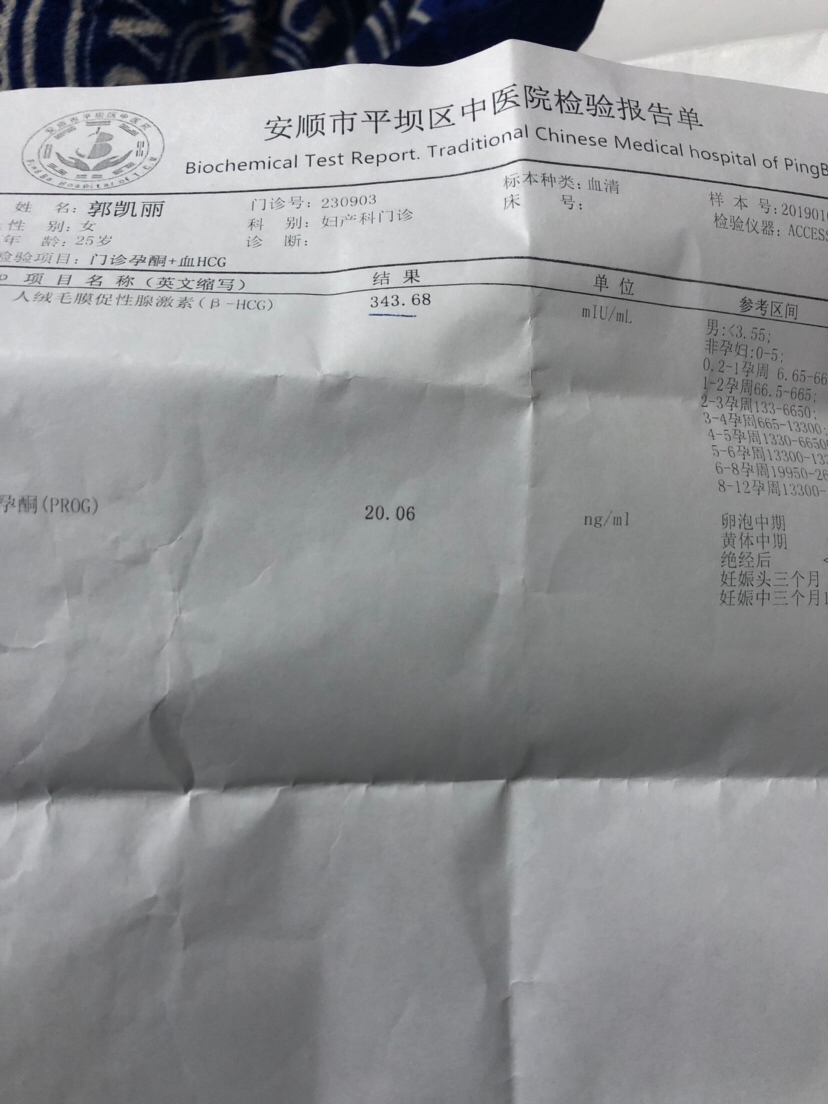 安顺市平坝区中医院
安顺市平坝区中医院检验报告单
Biochemical Test Report. Traditional Chinese Medical hospital of PingB
姓 名: 郭凯丽 门诊号: 230903 标本种类: 血清 样 本 号: 2019010
性 别: 女 科 别: 妇产科门诊 床 号: 检验仪器: ACCESS
年 龄: 25岁 诊 断:
检验项目: 门诊孕酮+血HCG
项 目 名 称 (英文缩写) 结 果 单 位 参考区间
人绒毛膜促性腺激素(β-HCG) 343.68 mIU/mL 男:<3.55;
非孕妇:0-5;
0.2-1孕周 6.65-66
1-2孕周66.5-665;
2-3孕周133-6650;
3-4孕周665-13300;
4-5孕周1330-6650
5-6孕周13300-13
6-8孕周19950-26
8-12孕周13300-
孕酮(PROG) 20.06 ng/ml 卵泡中期
黄体中期
绝经后 <
妊娠头三个月
妊娠中三个月1